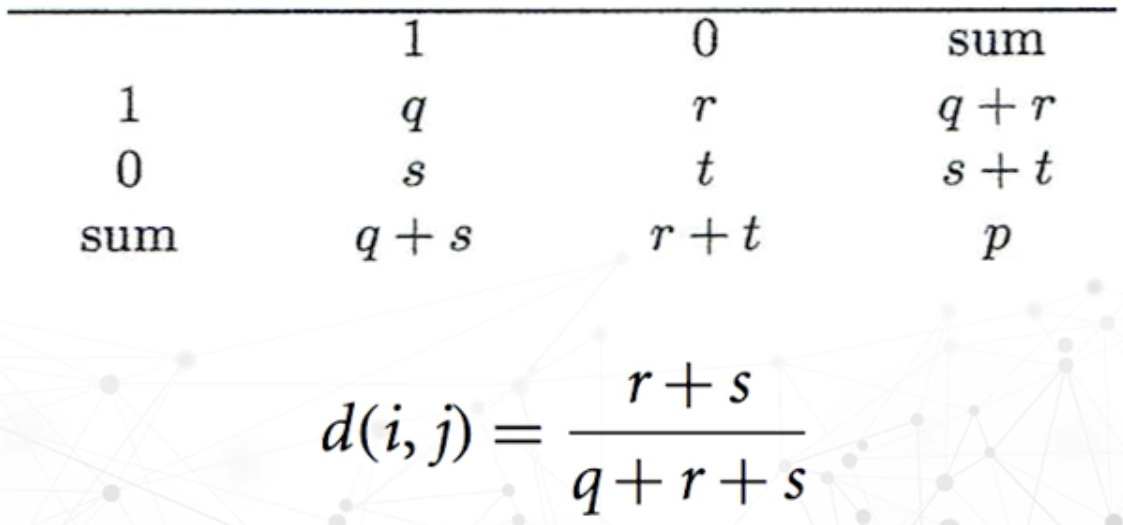 1 0 sum
1 q r q + r
0 s t s + t
sum q + s r + t p
d(i, j) = r + s / q + r + s